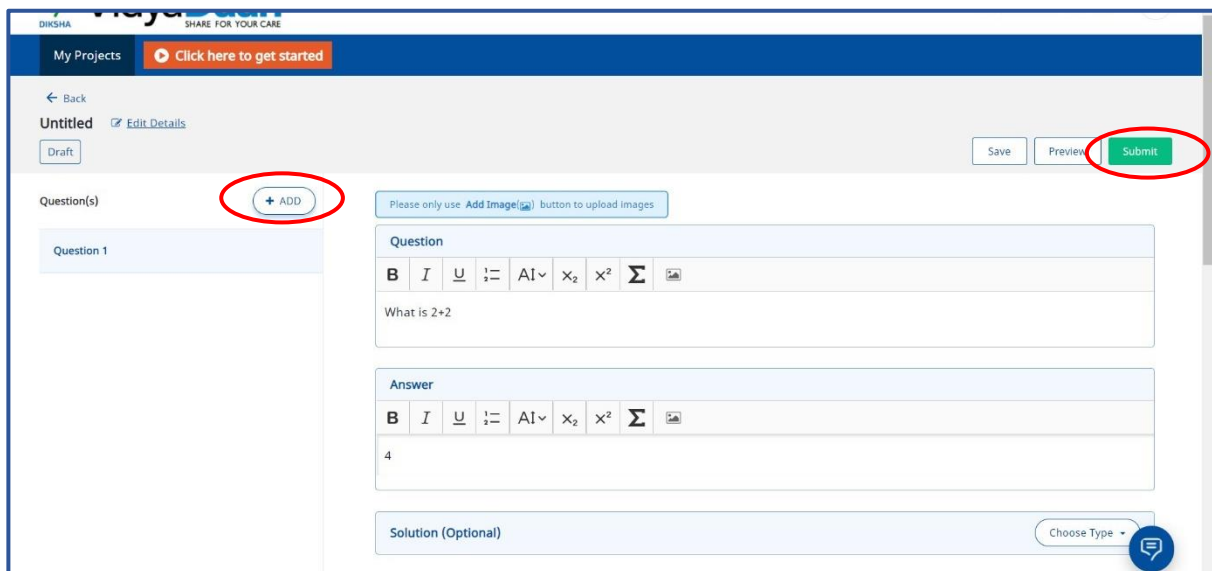 DIKSHA
SHARE FOR YOUR CARE
My Projects Click here to get started
← Back
Untitled Edit Details
Draft
Save Preview Submit
Question(s) + ADD
Question 1
Please only use Add Image( ) button to upload images
Question
B I U AI x₂ x² Σ
What is 2+2
Answer
B I U AI x₂ x² Σ
4
Solution (Optional) Choose Type